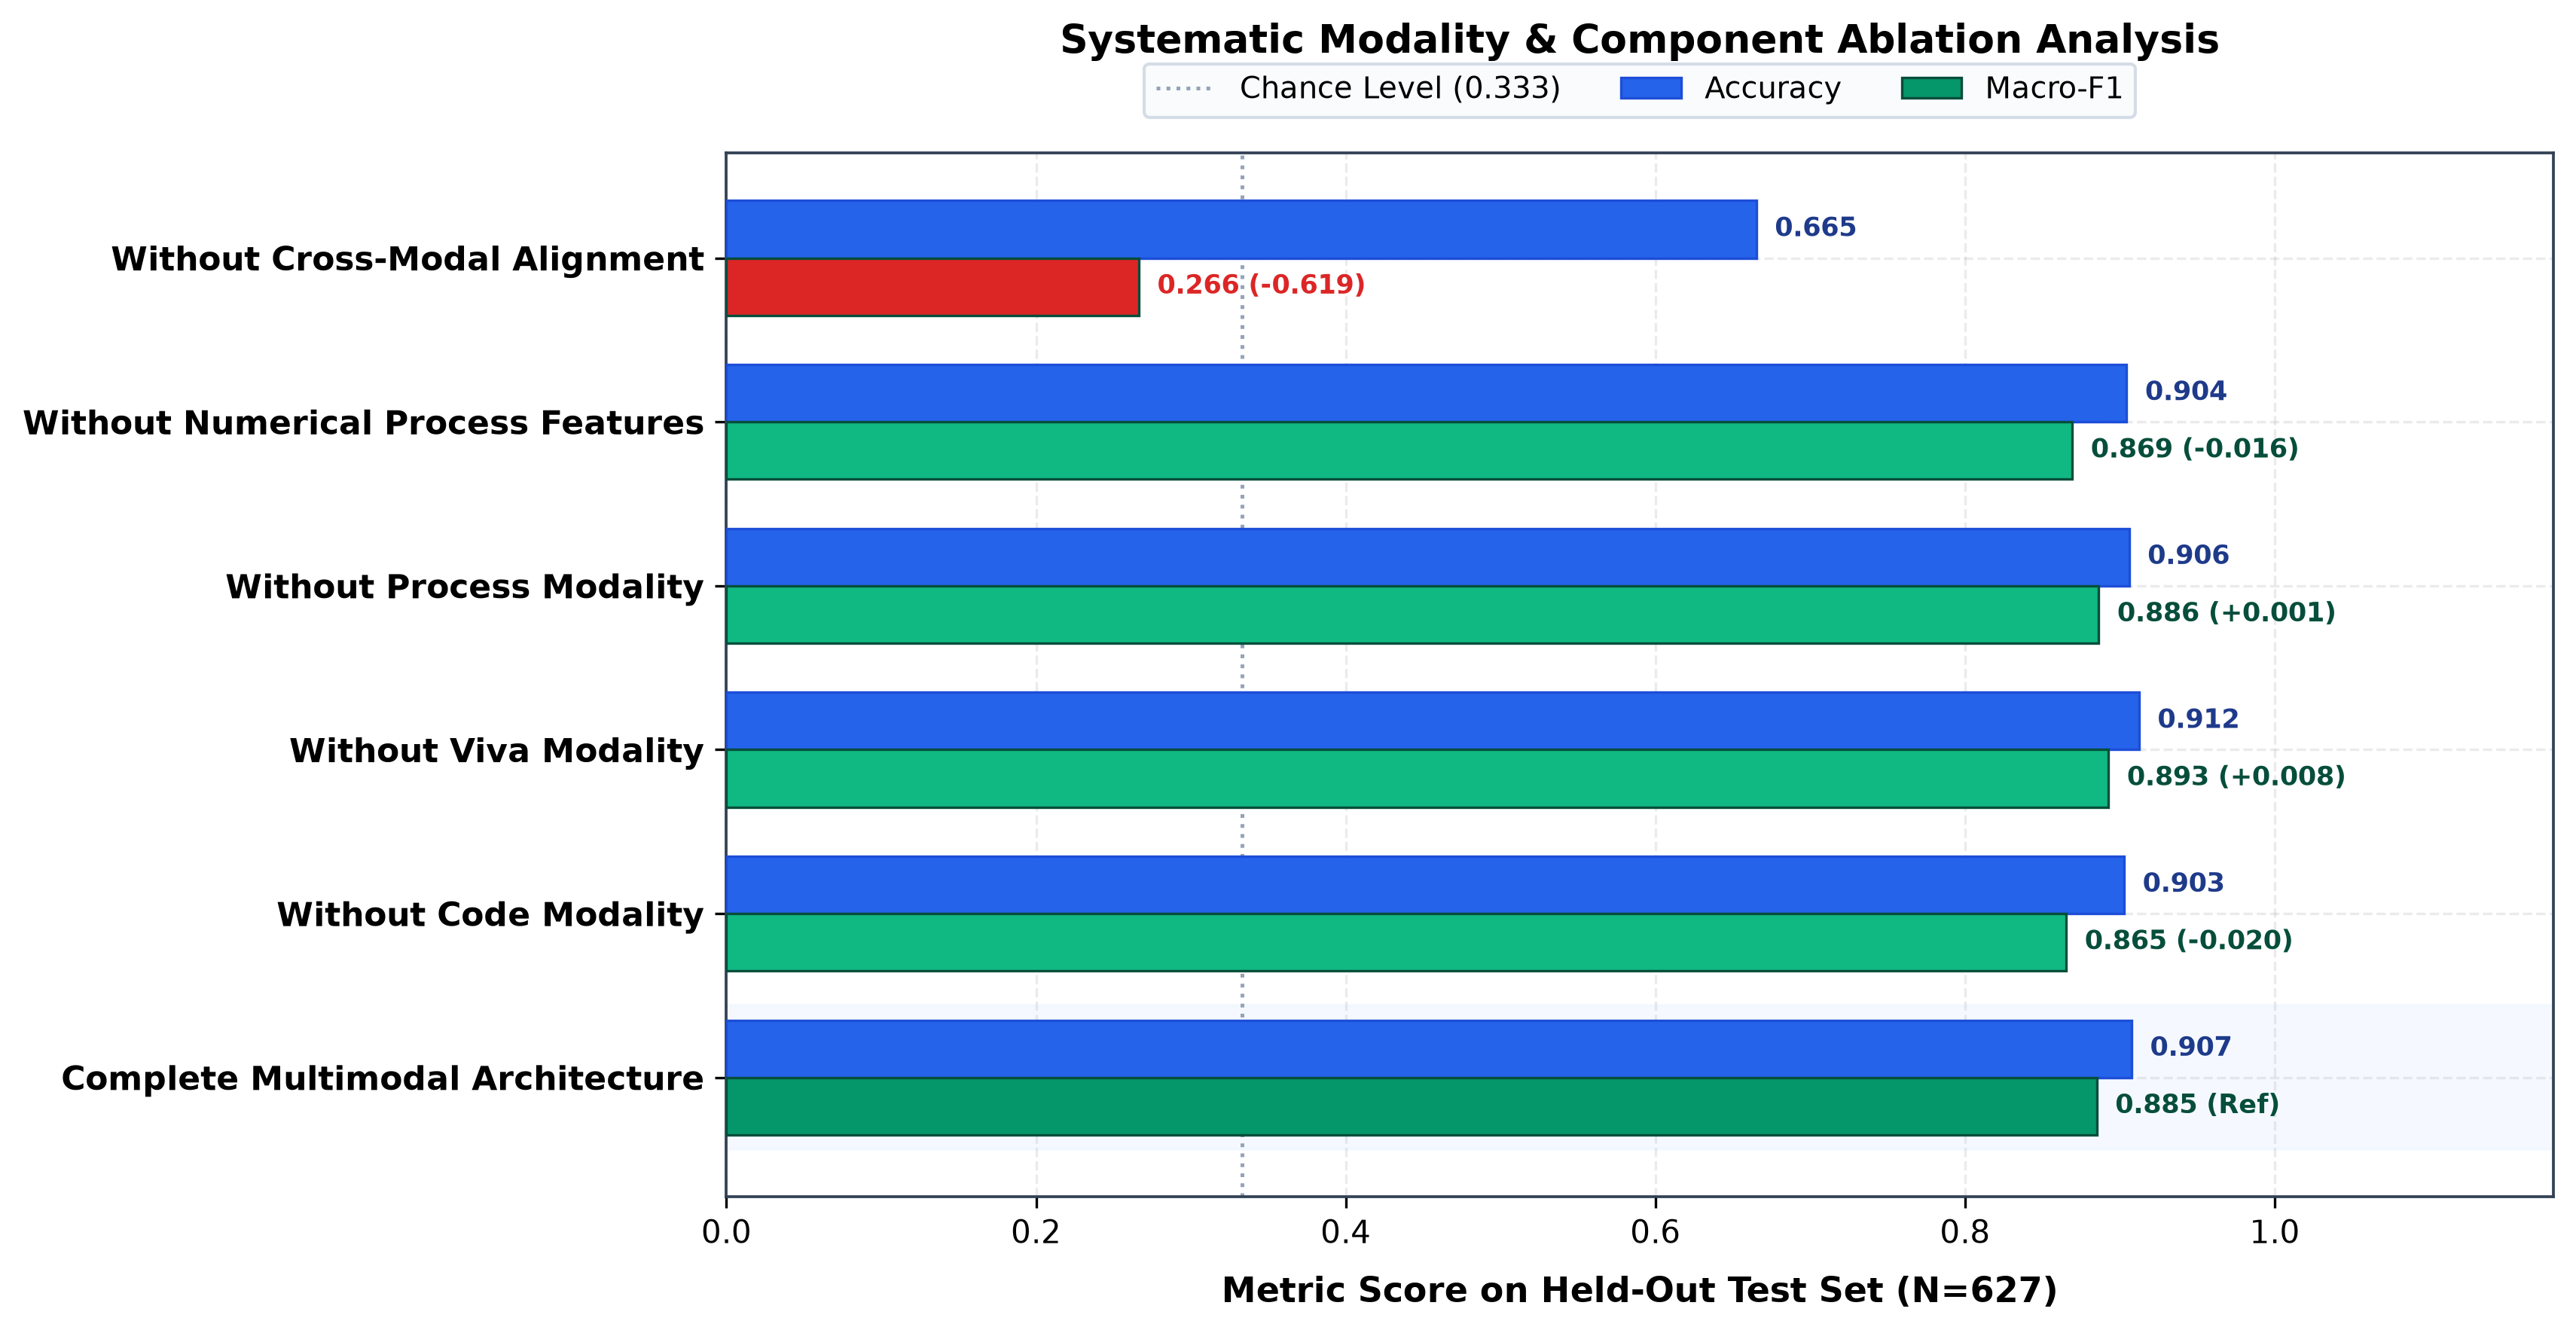 Systematic Modality & Component Ablation Analysis
Chance Level (0.333) Accuracy Macro-F1
Without Cross-Modal Alignment
0.665
0.266 (-0.619)
Without Numerical Process Features
0.904
0.869 (-0.016)
Without Process Modality
0.906
0.886 (+0.001)
Without Viva Modality
0.912
0.893 (+0.008)
Without Code Modality
0.903
0.865 (-0.020)
Complete Multimodal Architecture
0.907
0.885 (Ref)
0.0 0.2 0.4 0.6 0.8 1.0
Metric Score on Held-Out Test Set (N=627)